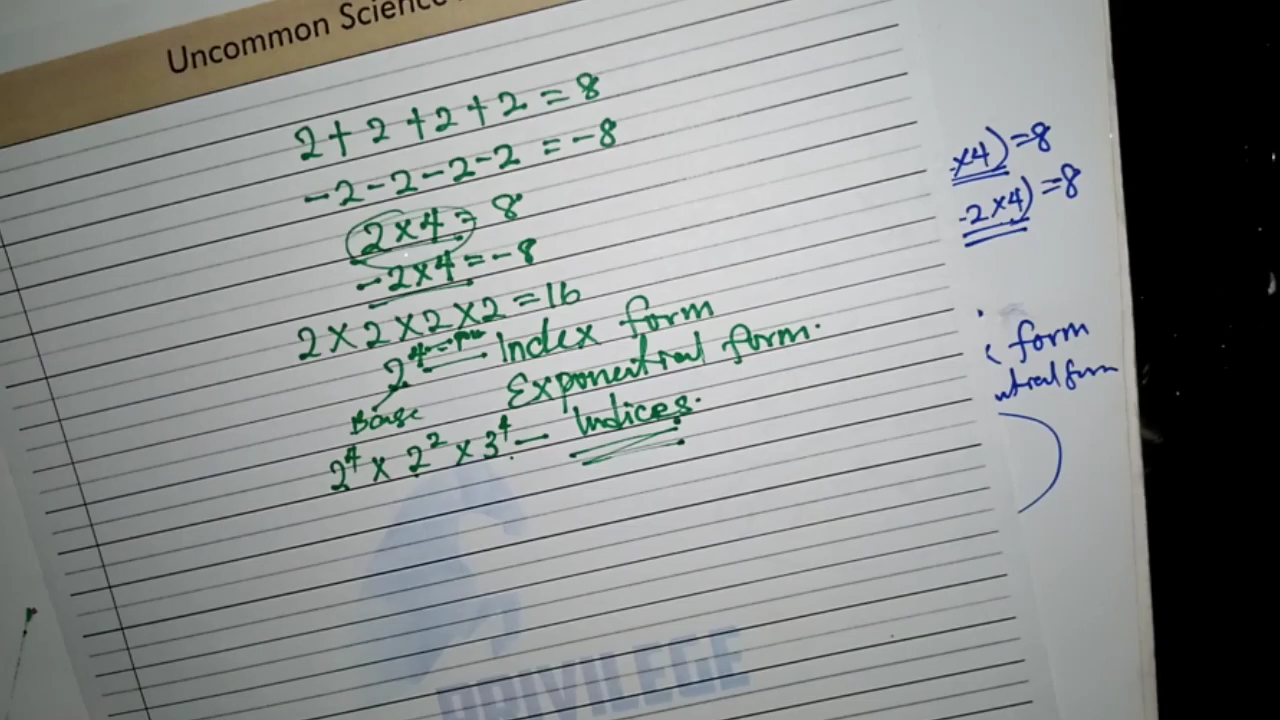 Uncommon Science
2 + 2 + 2 + 2 = 8
-2-2-2-2 = -8
2 × 4 = 8
-2×4 = -8
2 × 2 × 2 × 2 = 16
2⁴ Index form
Base Exponential form.
2⁴ × 2² × 3⁴ - Indices.
×4) = 8
-2×4) = 8
form
PRIVILEGE